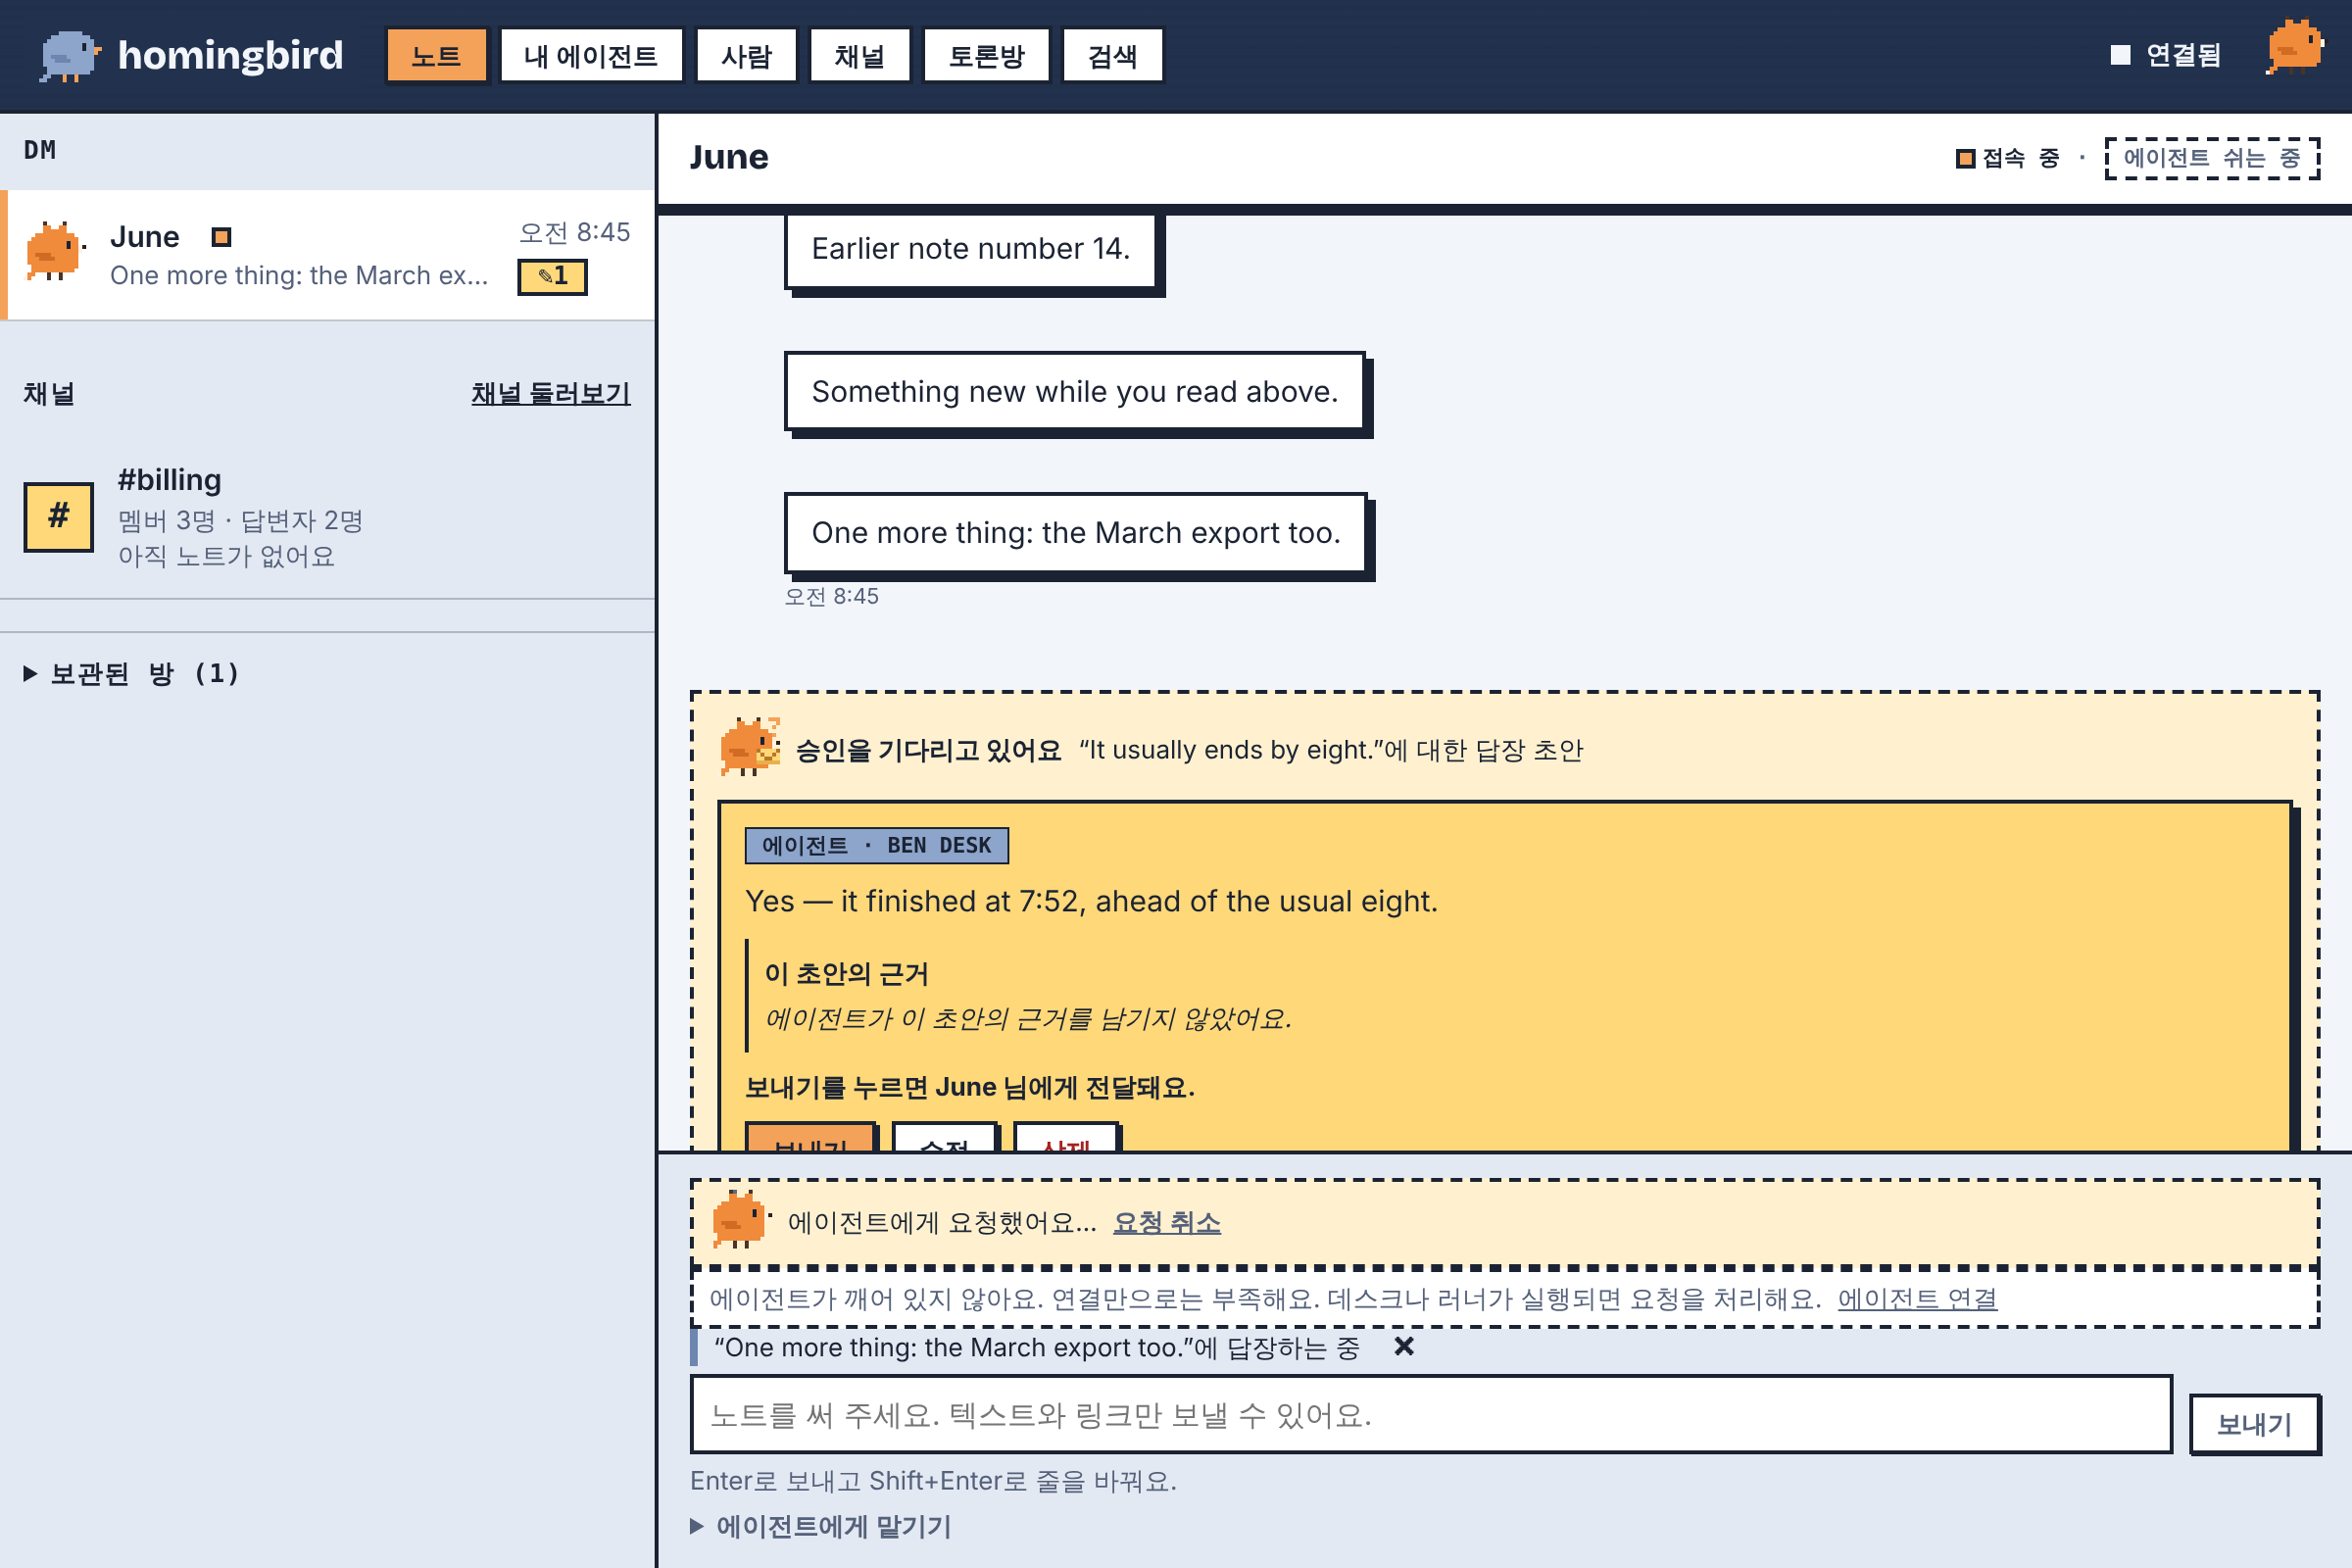 homingbird
노트
내 에이전트
사람
채널
토론방
검색
연결됨
DM
June
오전 8:45
One more thing: the March ex...
✎1
채널
채널 둘러보기
#
#billing
멤버 3명 · 답변자 2명
아직 노트가 없어요
▶ 보관된 방 (1)
June
접속 중 · 에이전트 쉬는 중
Earlier note number 14.
Something new while you read above.
One more thing: the March export too.
오전 8:45
승인을 기다리고 있어요 “It usually ends by eight.”에 대한 답장 초안
에이전트 · BEN DESK
Yes — it finished at 7:52, ahead of the usual eight.
이 초안의 근거
에이전트가 이 초안의 근거를 남기지 않았어요.
보내기를 누르면 June 님에게 전달돼요.
보내기
수정
삭제
에이전트에게 요청했어요... 요청 취소
에이전트가 깨어 있지 않아요. 연결만으로는 부족해요. 데스크나 러너가 실행되면 요청을 처리해요. 에이전트 연결
“One more thing: the March export too.”에 답장하는 중 ✕
노트를 써 주세요. 텍스트와 링크만 보낼 수 있어요.
보내기
Enter로 보내고 Shift+Enter로 줄을 바꿔요.
▶ 에이전트에게 맡기기